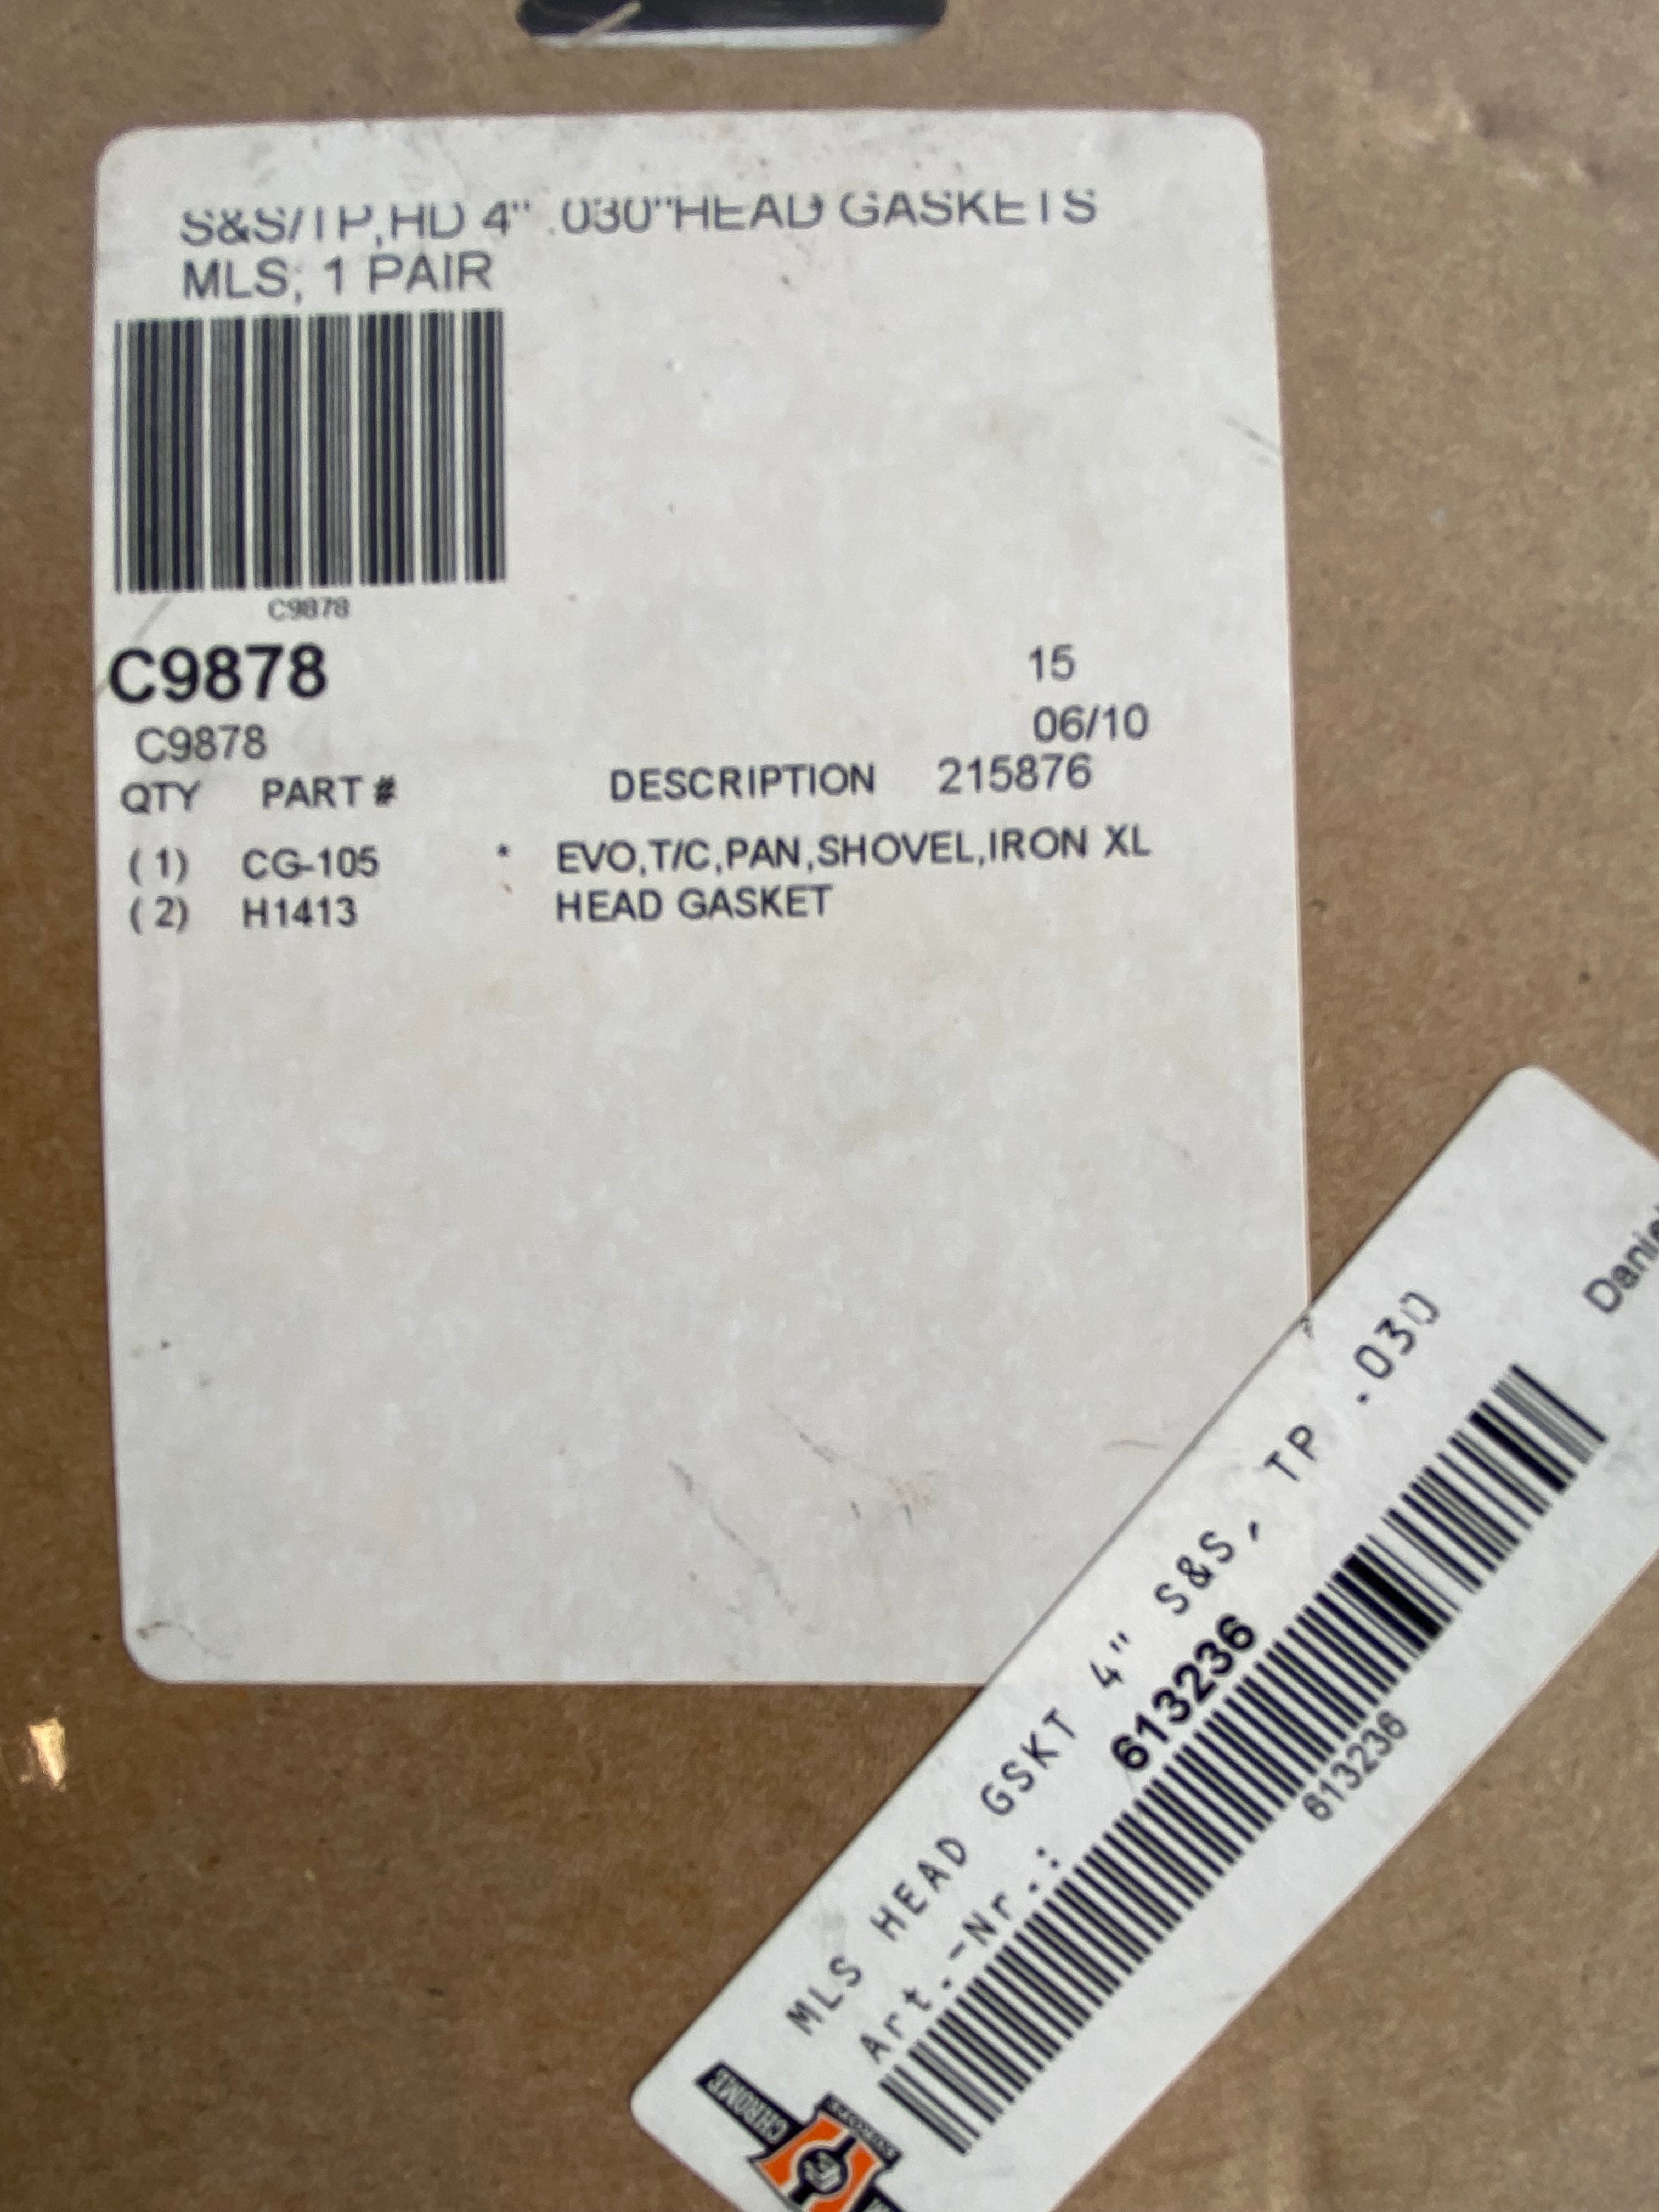 S&S/TP,HD 4" .030"HEAD GASKETS
MLS; 1 PAIR
C9878
C9878
15
C9878
06/10
QTY PART # DESCRIPTION 215876
(1) CG-105 * EVO,T/C,PAN,SHOVEL,IRON XL
(2) H1413 HEAD GASKET
MLS HEAD GSKT 4" S&S, TP .030
Art.-Nr.: 613236
613236
CHROME